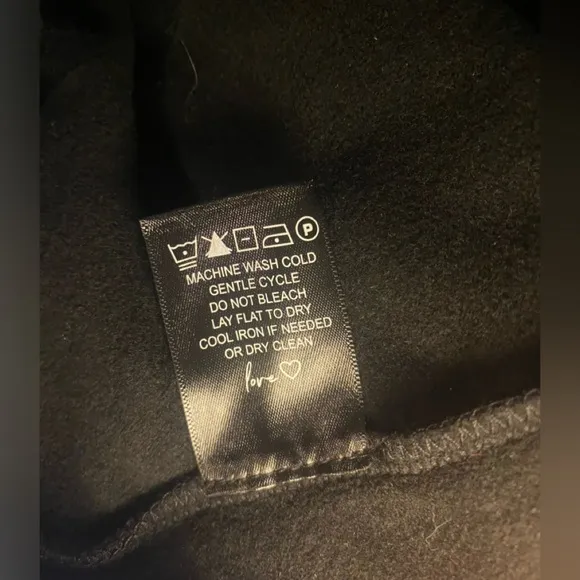 P
MACHINE WASH COLD
GENTLE CYCLE
DO NOT BLEACH
LAY FLAT TO DRY
COOL IRON IF NEEDED
OR DRY CLEAN
love